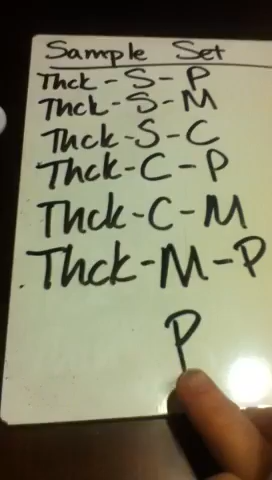 Sample Set
Thck-S-P
Thck-S-M
Thck-S-C
Thck-C-P
Thck-C-M
Thck-M-P
P